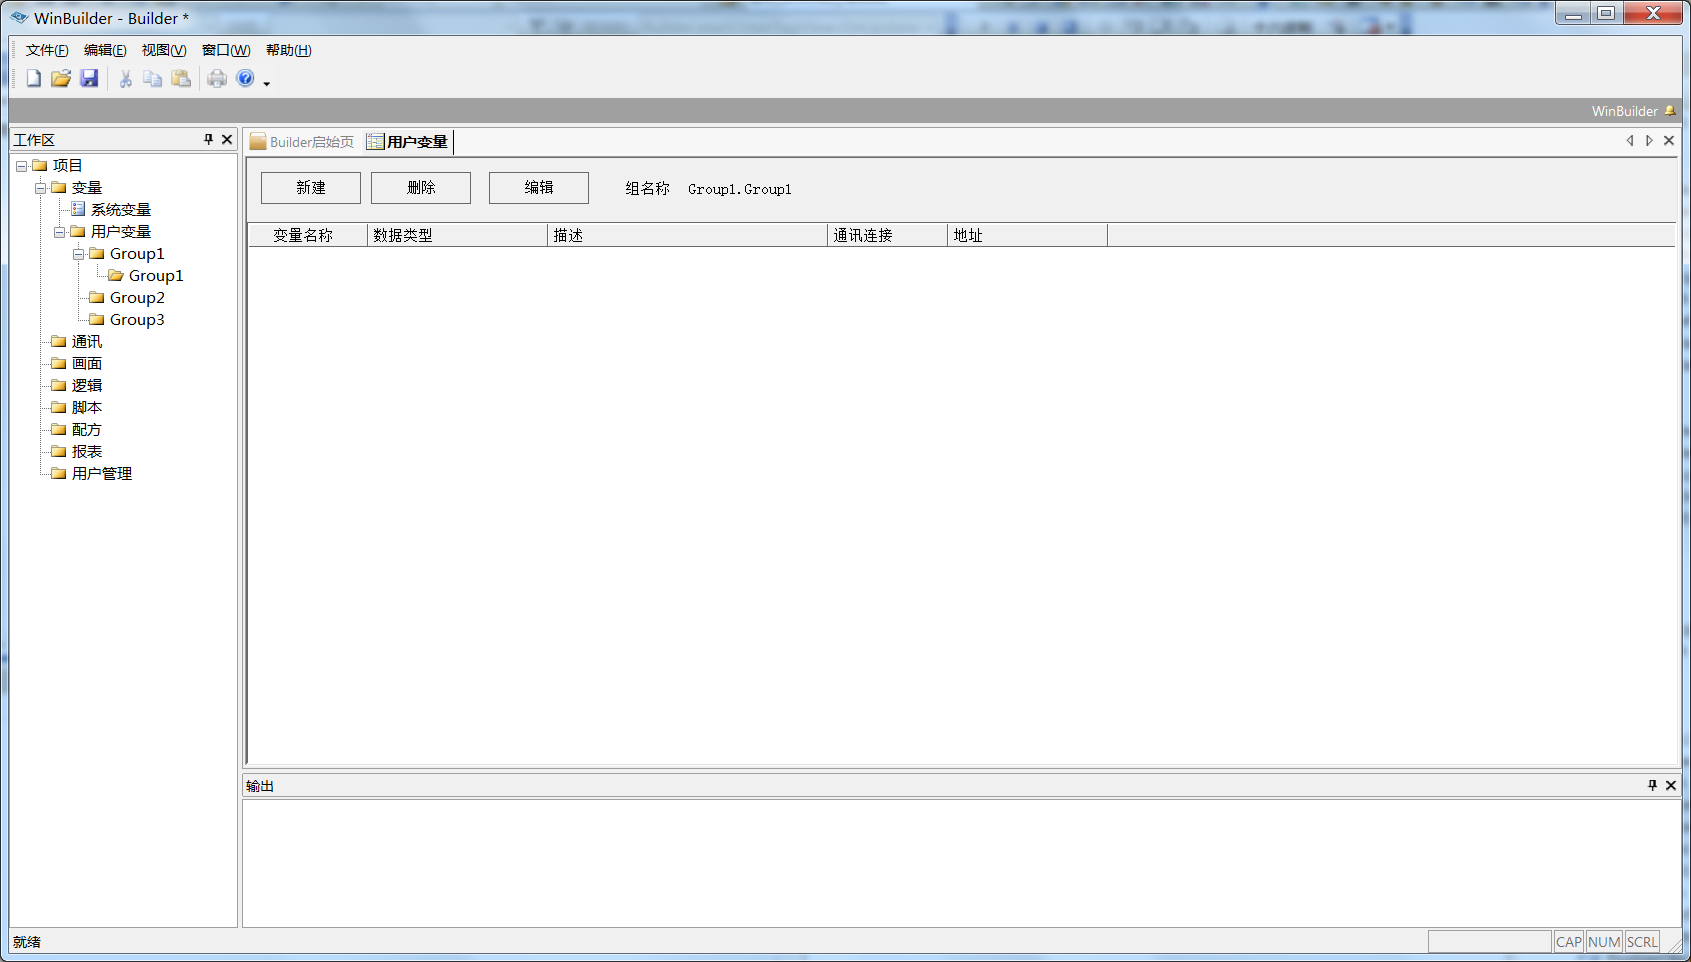 WinBuilder - Builder *
文件(F) 编辑(E) 视图(V) 窗口(W) 帮助(H)
WinBuilder
工作区
项目
变量
系统变量
用户变量
Group1
Group1
Group2
Group3
通讯
画面
逻辑
脚本
配方
报表
用户管理
Builder启始页 用户变量
新建 删除 编辑 组名称 Group1.Group1
变量名称 数据类型 描述 通讯连接 地址
输出
就绪
CAP NUM SCRL